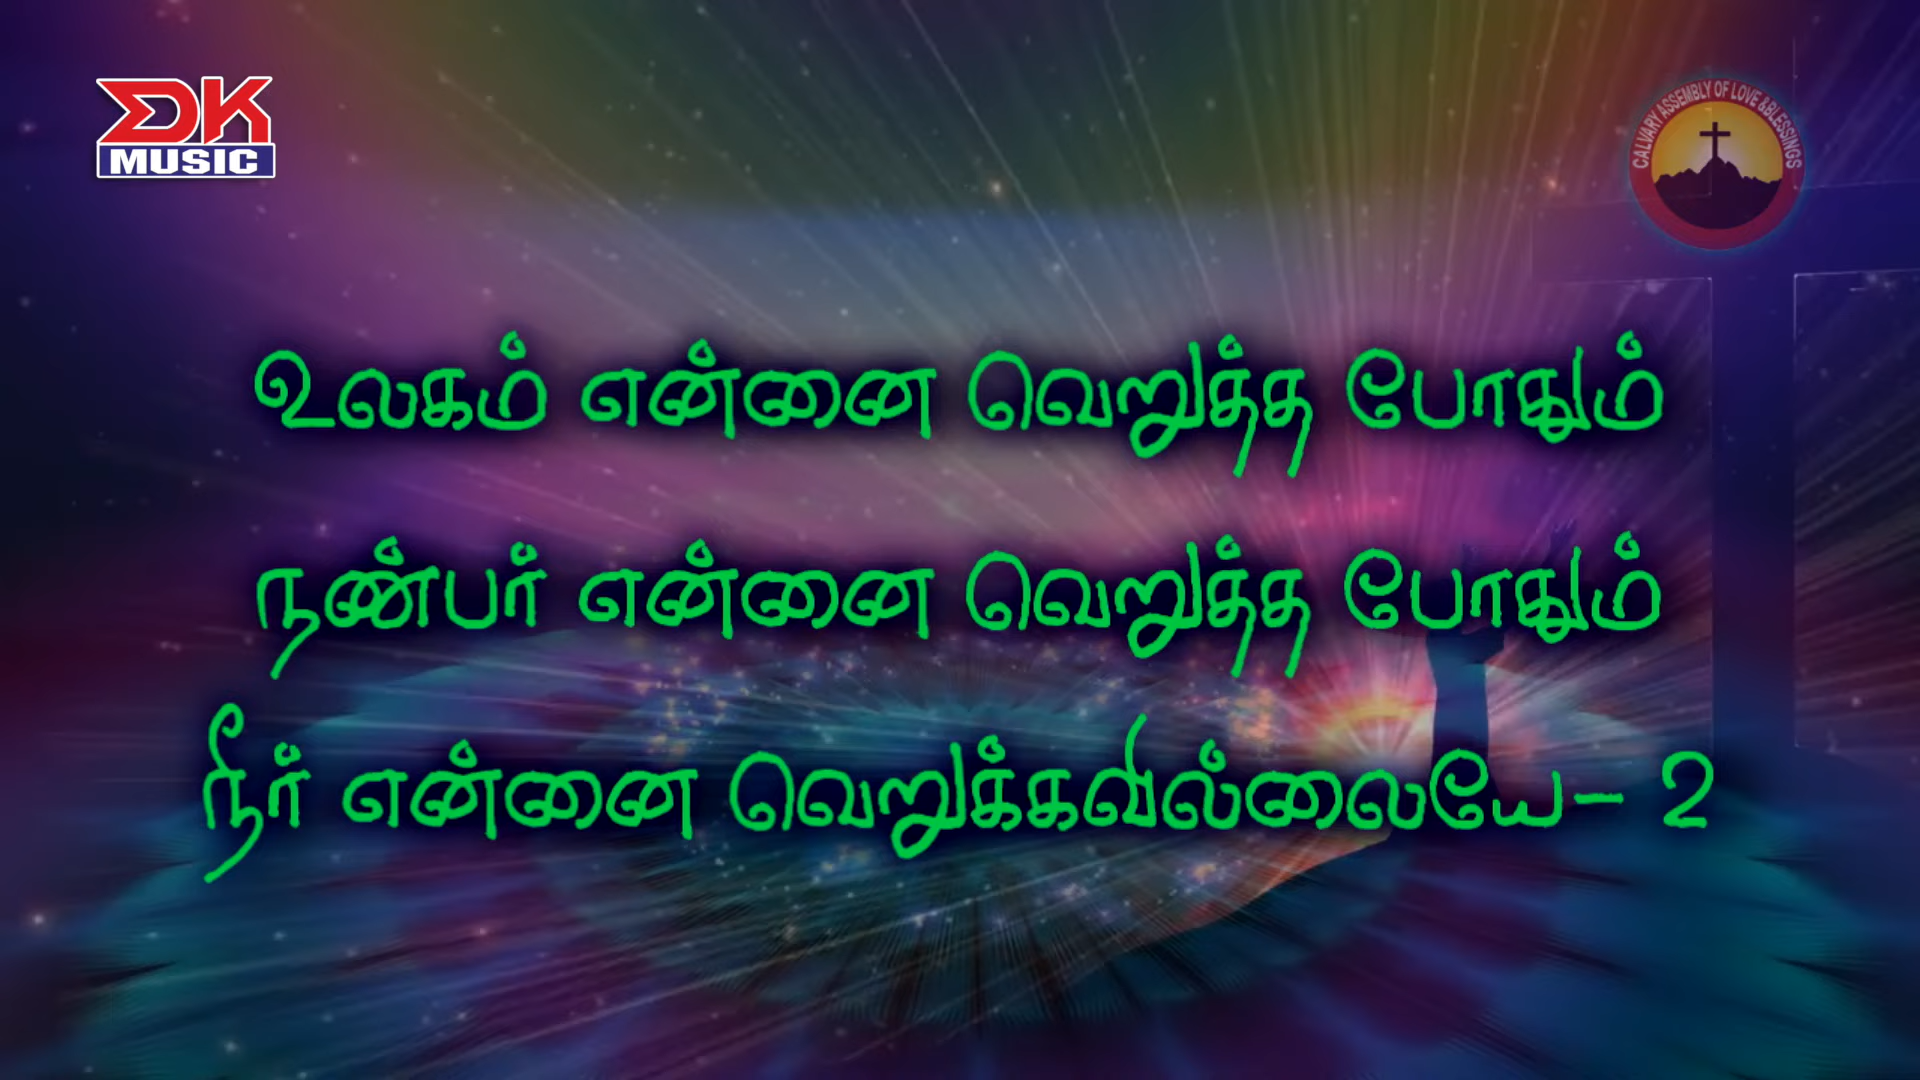 DK
MUSIC
CALVARY ASSEMBLY OF LOVE &BLESSINGS
உலகம் என்னை வெறுத்த போதும்
நண்பர் என்னை வெறுத்த போதும்
நீர் என்னை வெறுக்கவில்லையே- 2